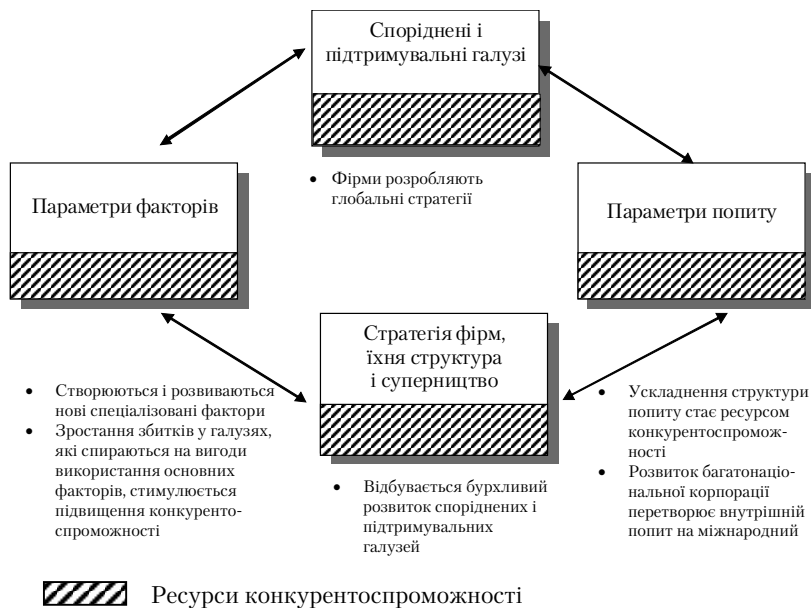 Споріднені і
підтримувальні галузі
• Фірми розробляють
глобальні стратегії
Параметри факторів
Параметри попиту
Стратегія фірм,
їхня структура
і суперництво
• Створюються і розвиваються
нові спеціалізовані фактори
• Зростання збитків у галузях,
які спираються на вигоди
використання основних
факторів, стимулюється
підвищення конкуренто-
спроможності
• Відбувається бурхливий
розвиток споріднених і
підтримувальних
галузей
• Ускладнення структури
попиту стає ресурсом
конкурентоспромож-
ності
• Розвиток багатонаціо-
нальної корпорації
перетворює внутрішній
попит на міжнародний
Ресурси конкурентоспроможності